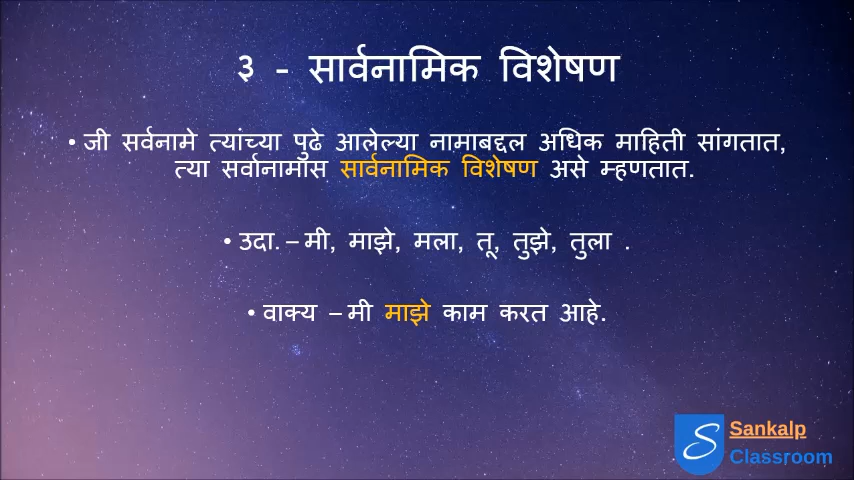 ३ - सार्वनामिक विशेषण
• जी सर्वनामे त्यांच्या पुढे आलेल्या नामाबद्दल अधिक माहिती सांगतात,
त्या सर्वानामास सार्वनामिक विशेषण असे म्हणतात.
• उदा. – मी, माझे, मला, तू, तुझे, तुला .
• वाक्य – मी माझे काम करत आहे.
S Sankalp
Classroom